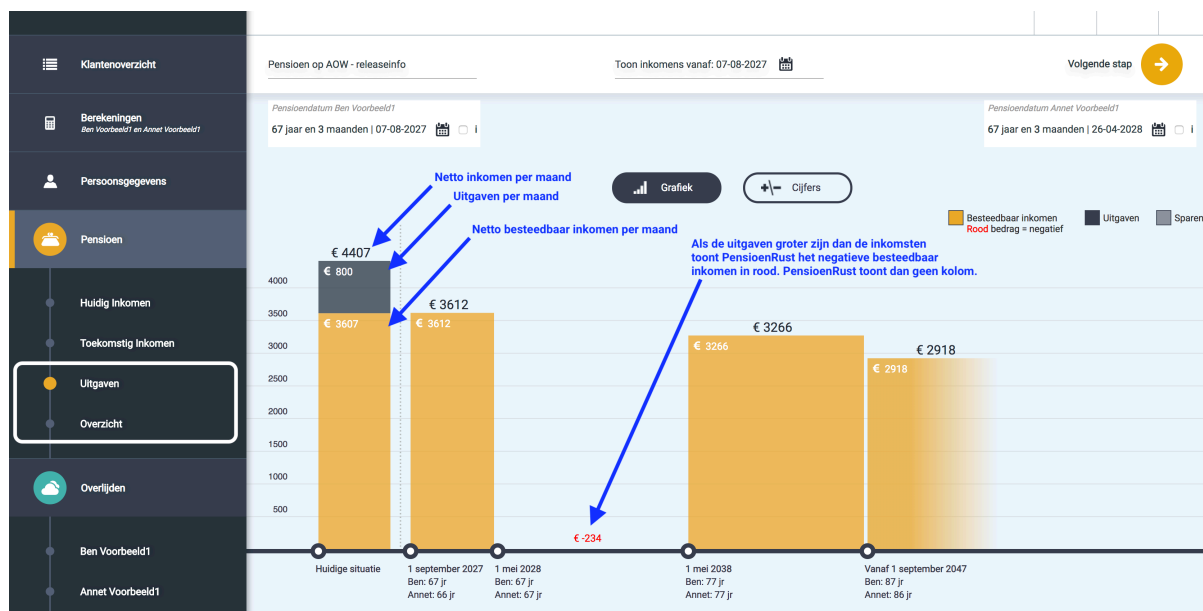 Klantenoverzicht
Pensioen op AOW - releaseinfo
Toon inkomens vanaf: 07-08-2027
Volgende stap
Berekeningen
Ben Voorbeeld1 en Annet Voorbeeld1
Pensioendatum Ben Voorbeeld1
67 jaar en 3 maanden | 07-08-2027 i
Pensioendatum Annet Voorbeeld1
67 jaar en 3 maanden | 26-04-2028 i
Persoonsgegevens
Pensioen
Huidig Inkomen
Toekomstig Inkomen
Uitgaven
Overzicht
Overlijden
Ben Voorbeeld1
Annet Voorbeeld1
Grafiek
+\- Cijfers
Netto inkomen per maand
Uitgaven per maand
Netto besteedbaar inkomen per maand
Besteedbaar inkomen
Rood bedrag = negatief
Uitgaven
Sparen
Als de uitgaven groter zijn dan de inkomsten
toont PensioenRust het negatieve besteedbaar
inkomen in rood. PensioenRust toont dan geen kolom.
4000
3500
3000
2500
2000
1500
1000
500
€ 4407
€ 800
€ 3607
€ 3612
€ 3612
€ -234
€ 3266
€ 3266
€ 2918
€ 2918
Huidige situatie
1 september 2027
Ben: 67 jr
Annet: 66 jr
1 mei 2028
Ben: 67 jr
Annet: 67 jr
1 mei 2038
Ben: 77 jr
Annet: 77 jr
Vanaf 1 september 2047
Ben: 87 jr
Annet: 86 jr